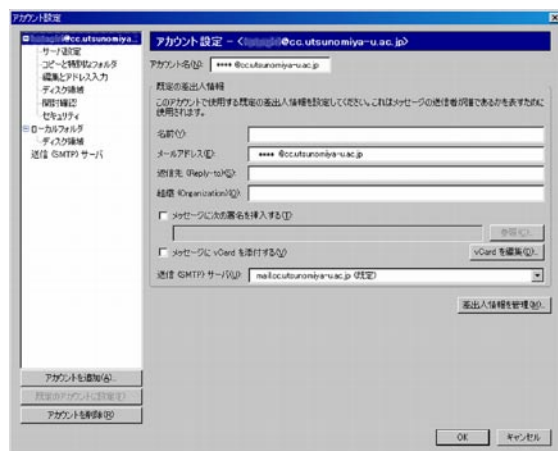 アカウント設定
@cc.utsunomiya...
サーバ設定
コピーと特別なフォルダ
編集とアドレス入力
ディスク領域
開封確認
セキュリティ
ローカルフォルダ
ディスク領域
送信 (SMTP) サーバ
アカウントを追加(A)...
既定のアカウントに設定(F)
アカウントを削除(R)
アカウント設定 - <@cc.utsunomiya-u.ac.jp>
アカウント名(N): **** @cc.utsunomiya-u.ac.jp
既定の差出人情報
このアカウントで使用する既定の差出人情報を設定してください。これはメッセージの送信者が誰であるかを表すために
使用されます。
名前(Y):
メールアドレス(E): **** @cc.utsunomiya-u.ac.jp
返信先 (Reply-to)(S):
組織 (Organization)(O):
メッセージに次の署名を挿入する(T)
参照(C)...
メッセージに vCard を添付する(V)
vCard を編集(D)...
送信 (SMTP) サーバ(U): mail.cc.utsunomiya-u.ac.jp (既定)
差出人情報を管理(M)...
OK
キャンセル